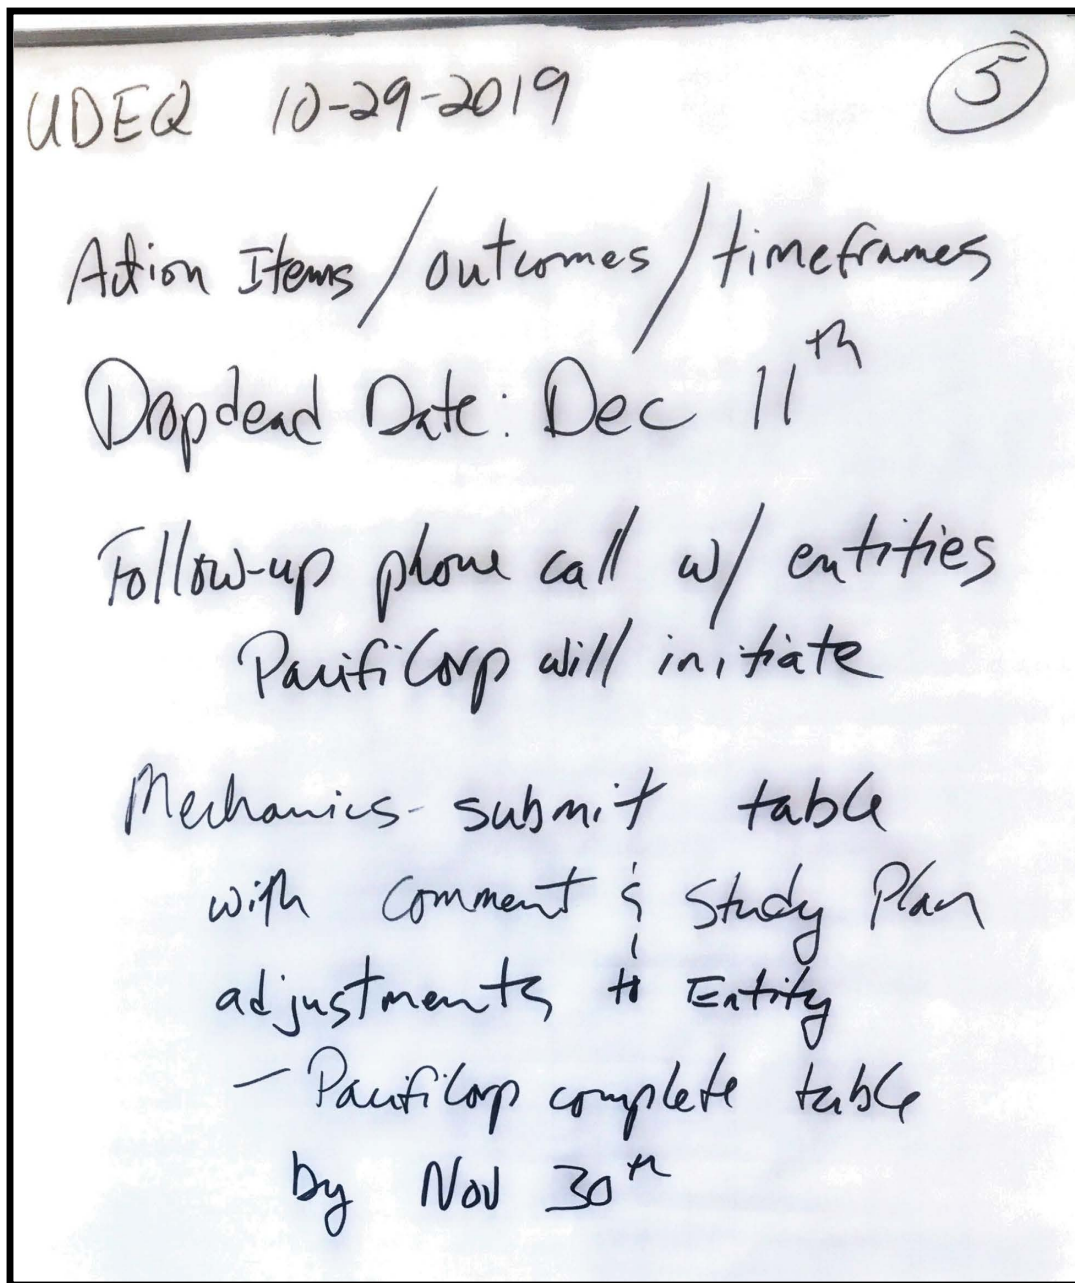 UDEQ 10-29-2019 5
Action Items/outcomes/timeframes
Dropdead Date: Dec 11th
Follow-up phone call w/ entities
PacifiCorp will initiate
Mechanics- submit table
with Comment & Study Plan
adjustments to Entity
– PacifiCorp complete table
by Nov 30th